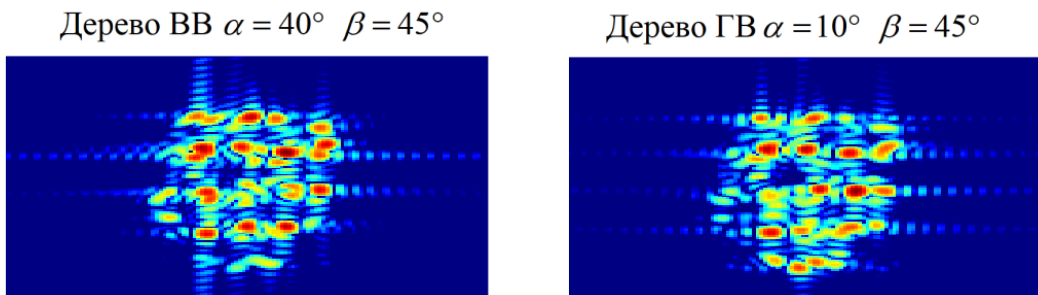 Дерево ВВ α = 40° β = 45°
Дерево ГВ α = 10° β = 45°